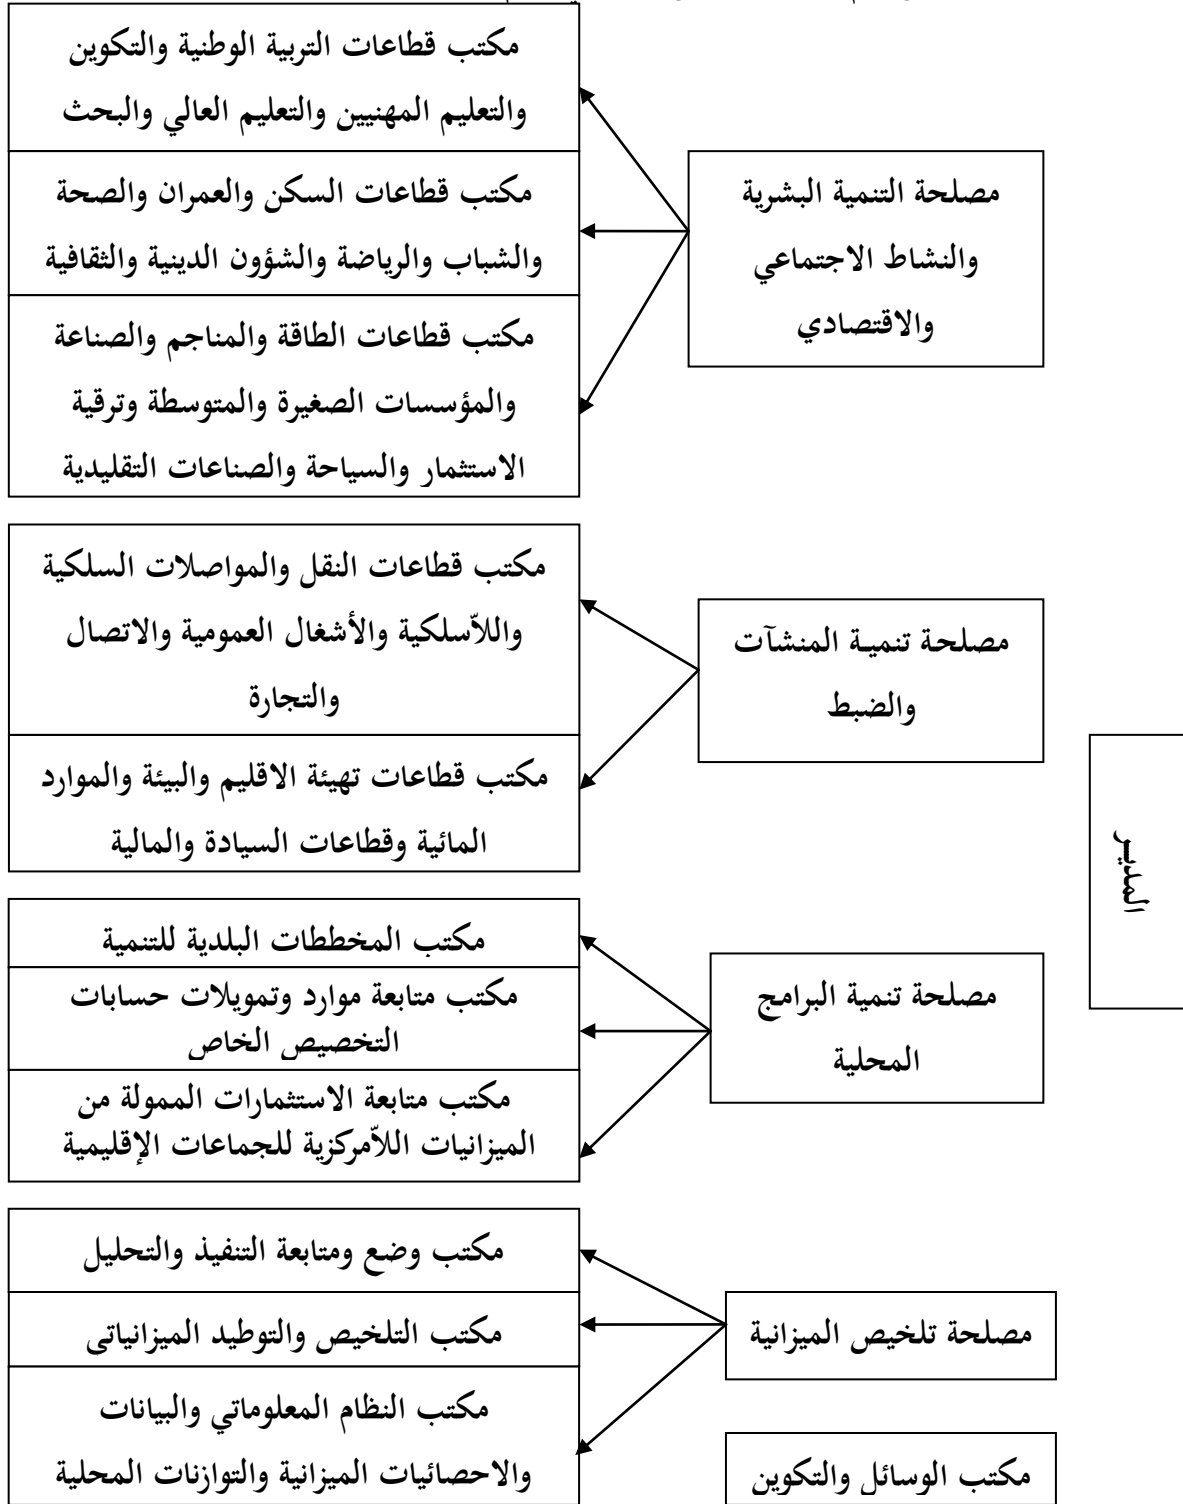 المديـر
مصلحة التنمية البشرية
والنشاط الاجتماعي
والاقتصادي
مكتب قطاعات التربية الوطنية والتكوين
والتعليم المهنيين والتعليم العالي والبحث
مكتب قطاعات السكن والعمران والصحة
والشباب والرياضة والشؤون الدينية والثقافية
مكتب قطاعات الطاقة والمناجم والصناعة
والمؤسسات الصغيرة والمتوسطة وترقية
الاستثمار والسياحة والصناعات التقليدية
مصلحة تنميـة المنشآت
والضبط
مكتب قطاعات النقل والمواصلات السلكية
واللاّسلكية والأشغال العمومية والاتصال
والتجارة
مكتب قطاعات تهيئة الاقليم والبيئة والموارد
المائية وقطاعات السيادة والمالية
مصلحة تنمية البرامج
المحلية
مكتب المخططات البلدية للتنمية
مكتب متابعة موارد وتمويلات حسابات
التخصيص الخاص
مكتب متابعة الاستثمارات الممولة من
الميزانيات اللاّمركزية للجماعات الإقليمية
مصلحة تلخيص الميزانية
مكتب وضع ومتابعة التنفيذ والتحليل
مكتب التلخيص والتوطيد الميزانياتى
مكتب النظام المعلوماتي والبيانات
والاحصائيات الميزانية والتوازنات المحلية
مكتب الوسائل والتكوين